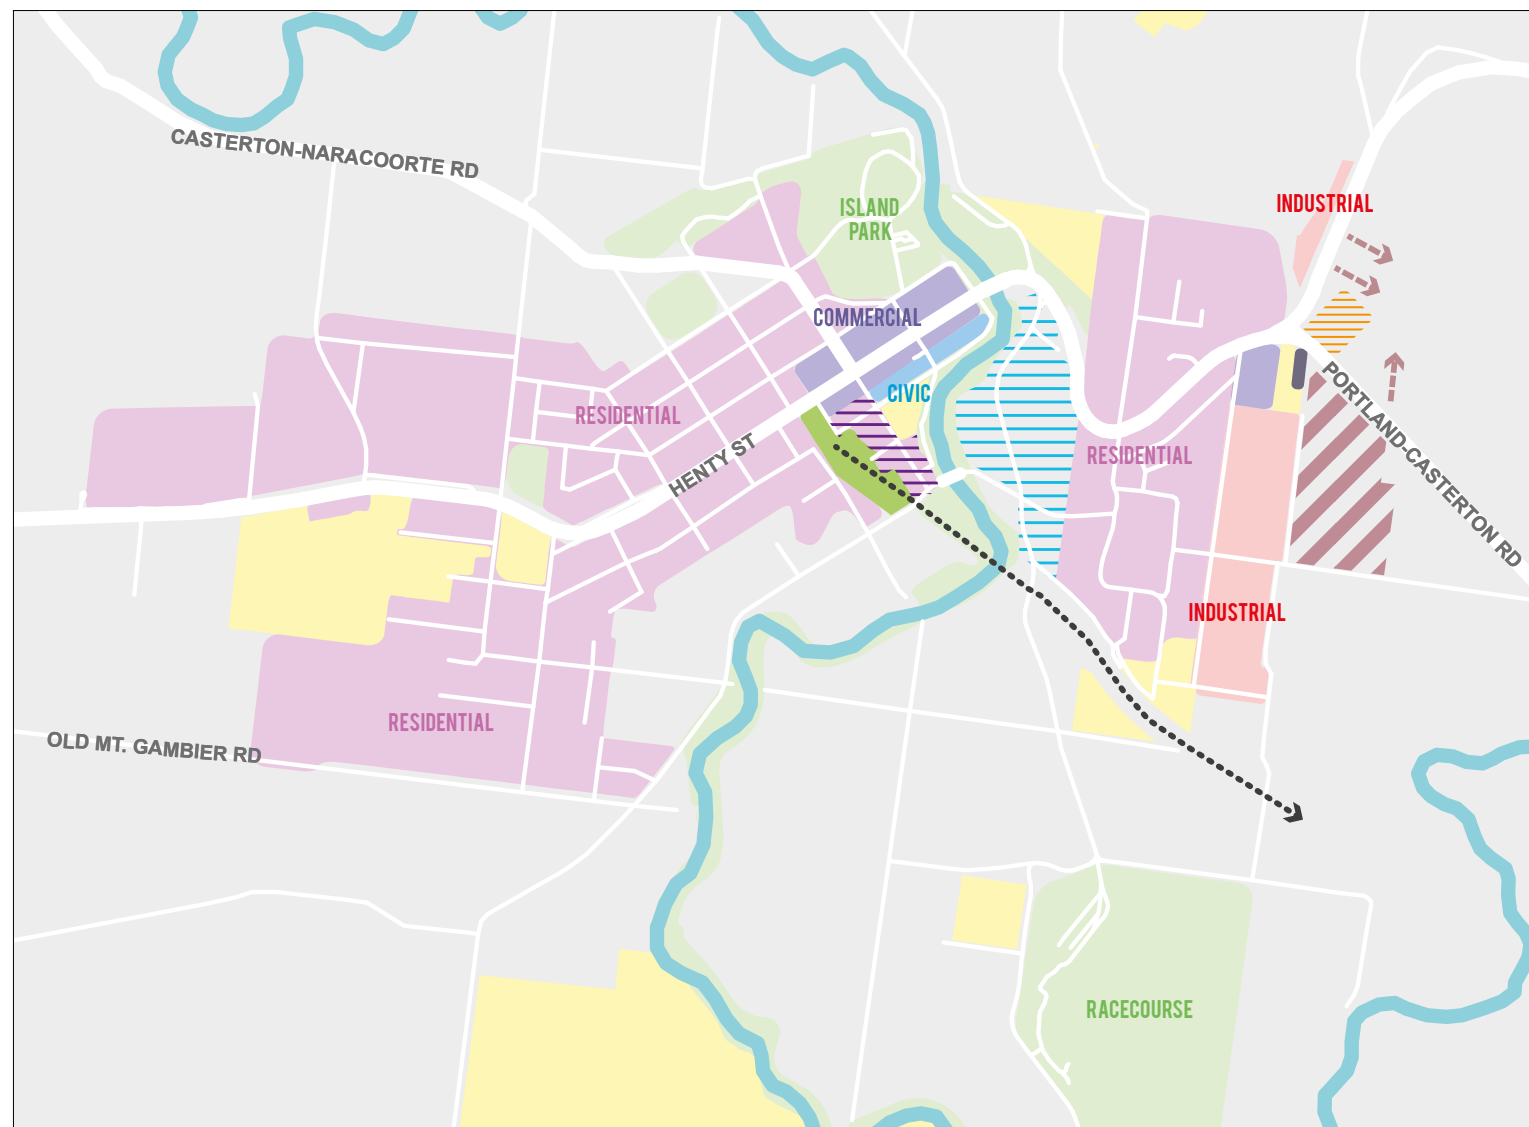 CASTERTON-NARACOORTE RD
ISLAND
PARK
INDUSTRIAL
COMMERCIAL
CIVIC
RESIDENTIAL
HENTY ST
RESIDENTIAL
PORTLAND-CASTERTON RD
INDUSTRIAL
RESIDENTIAL
OLD MT. GAMBIER RD
RACECOURSE